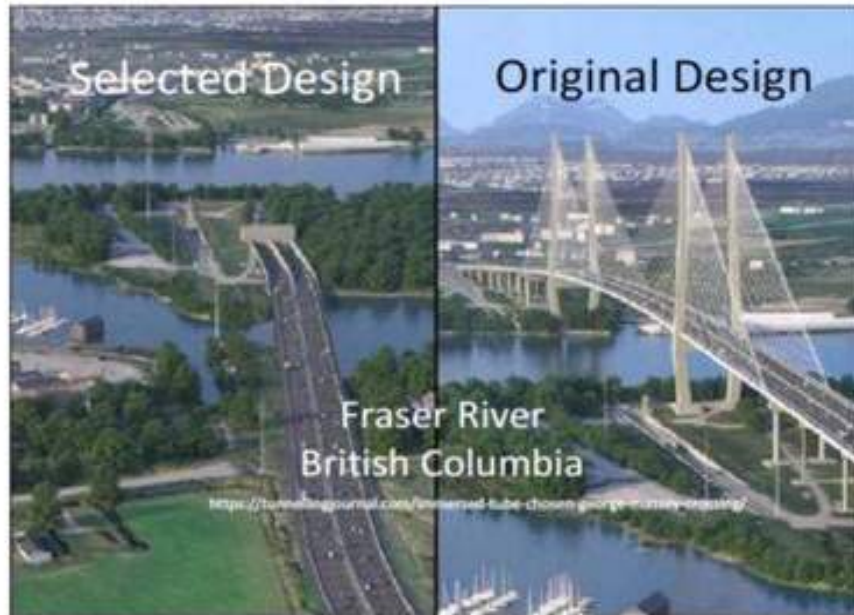 Selected Design
Original Design
Fraser River
British Columbia
https://tunnellingjournal.com/immersed-tube-chosen-george-massey-crossing/